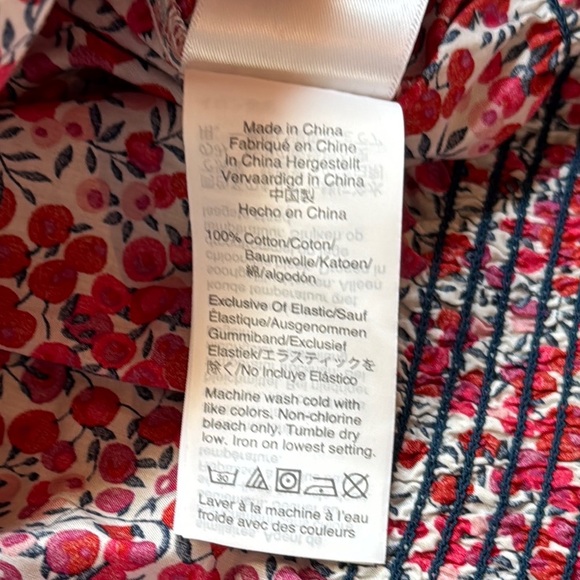 Made in China
Fabriqué en Chine
in China Hergestellt
Vervaardigd in China
中国製
Hecho en China
100% Cotton/Coton/
Baumwolle/Katoen/
綿/algodón
Exclusive Of Elastic/Sauf
Élastique/Ausgenommen
Gummiband/Exclusief
Elastiek/エラスティックを
除く/No Incluye Elástico
Machine wash cold with
like colors. Non-chlorine
bleach only. Tumble dry
low. Iron on lowest setting.
30
Laver à la machine à l'eau
froide avec des couleurs